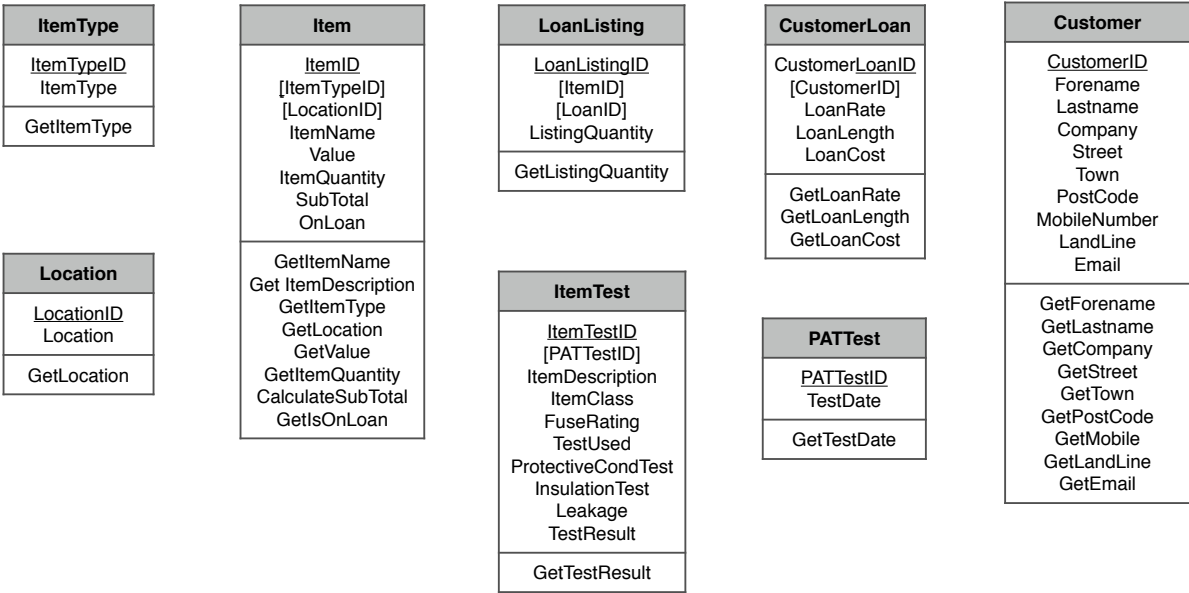 ItemType
ItemTypeID
ItemType
GetItemType
Item
ItemID
[ItemTypeID]
[LocationID]
ItemName
Value
ItemQuantity
SubTotal
OnLoan
GetItemName
Get ItemDescription
GetItemType
GetLocation
GetValue
GetItemQuantity
CalculateSubTotal
GetIsOnLoan
LoanListing
LoanListingID
[ItemID]
[LoanID]
ListingQuantity
GetListingQuantity
CustomerLoan
CustomerLoanID
[CustomerID]
LoanRate
LoanLength
LoanCost
GetLoanRate
GetLoanLength
GetLoanCost
Customer
CustomerID
Forename
Lastname
Company
Street
Town
PostCode
MobileNumber
LandLine
Email
GetForename
GetLastname
GetCompany
GetStreet
GetTown
GetPostCode
GetMobile
GetLandLine
GetEmail
Location
LocationID
Location
GetLocation
ItemTest
ItemTestID
[PATTestID]
ItemDescription
ItemClass
FuseRating
TestUsed
ProtectiveCondTest
InsulationTest
Leakage
TestResult
GetTestResult
PATTest
PATTestID
TestDate
GetTestDate